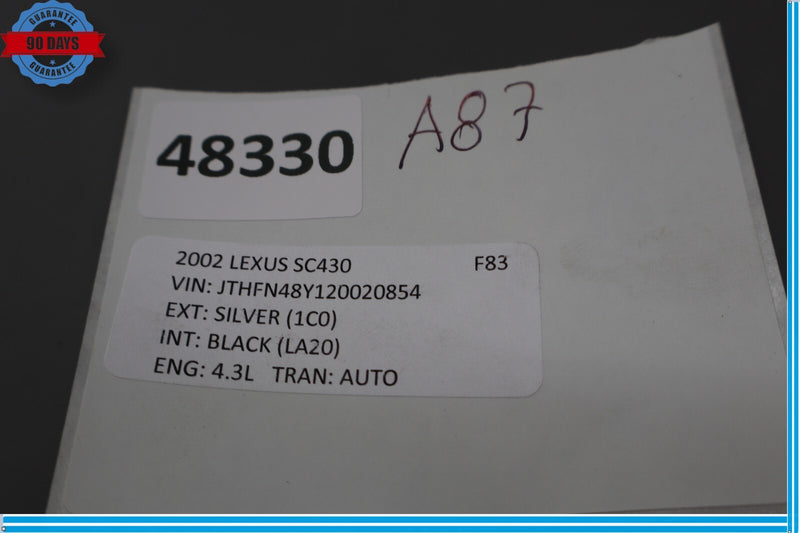 GUARANTEE
90 DAYS
GUARANTEE
A87
48330
2002 LEXUS SC430 F83
VIN: JTHFN48Y120020854
EXT: SILVER (1C0)
INT: BLACK (LA20)
ENG: 4.3L TRAN: AUTO